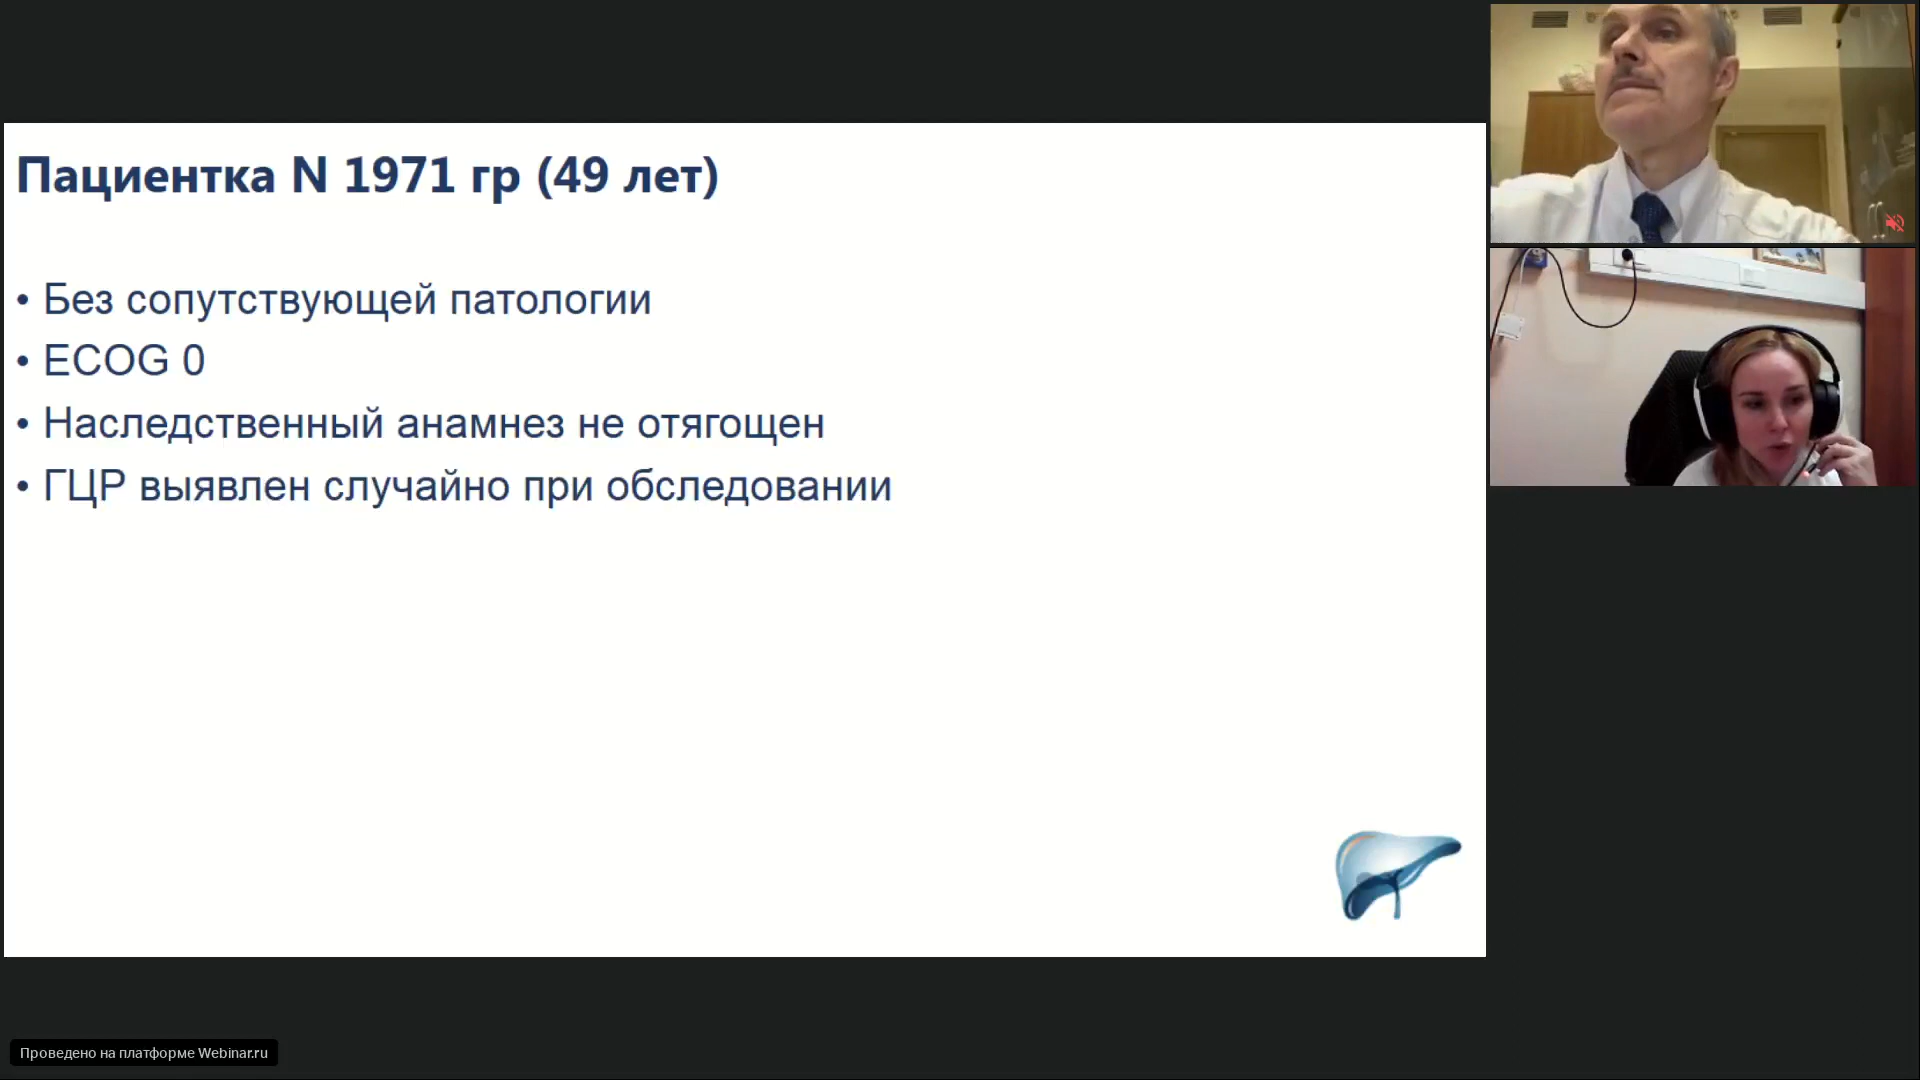 Пациентка N 1971 гр (49 лет)
• Без сопутствующей патологии
• ECOG 0
• Наследственный анамнез не отягощен
• ГЦР выявлен случайно при обследовании
Проведено на платформе Webinar.ru